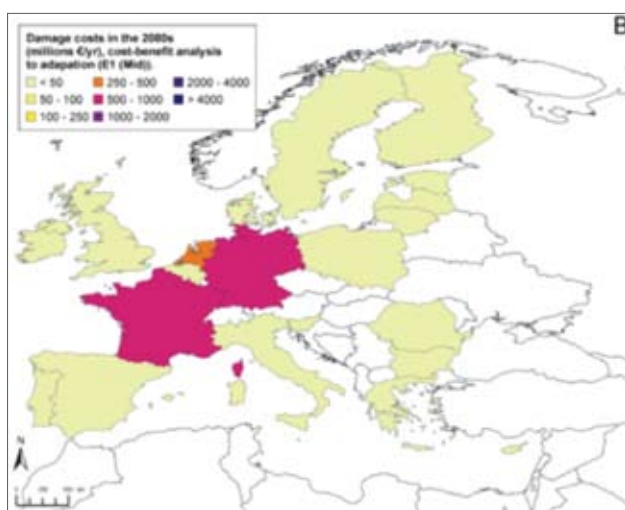 B
Damage costs in the 2080s
(millions €/yr), cost-benefit analysis
to adapation (E1 (Mid)).
< 50 250 - 500 2000 - 4000
50 - 100 500 - 1000 > 4000
100 - 250 1000 - 2000
N